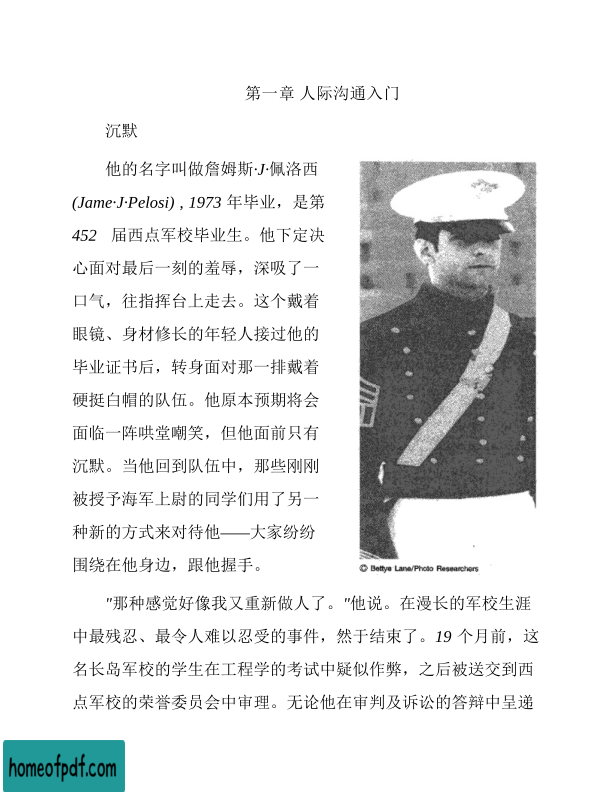 第一章 人际沟通入门
沉默
他的名字叫做詹姆斯·J·佩洛西
(Jame·J·Pelosi) , 1973 年毕业，是第
452 届西点军校毕业生。他下定决
心面对最后一刻的羞辱，深吸了一
口气，往指挥台上走去。这个戴着
眼镜、身材修长的年轻人接过他的
毕业证书后，转身面对那一排戴着
硬挺白帽的队伍。他原本预期将会
面临一阵哄堂嘲笑，但他面前只有
沉默。当他回到队伍中，那些刚刚
被授予海军上尉的同学们用了另一
种新的方式来对待他——大家纷纷
围绕在他身边，跟他握手。
© Bettye Lane/Photo Researchers
"那种感觉好像我又重新做人了。"他说。在漫长的军校生涯
中最残忍、最令人难以忍受的事件，然于结束了。19 个月前，这
名长岛军校的学生在工程学的考试中疑似作弊，之后被送交到西
点军校的荣誉委员会中审理。无论他在审判及诉讼的答辩中呈递
homeofpdf.com